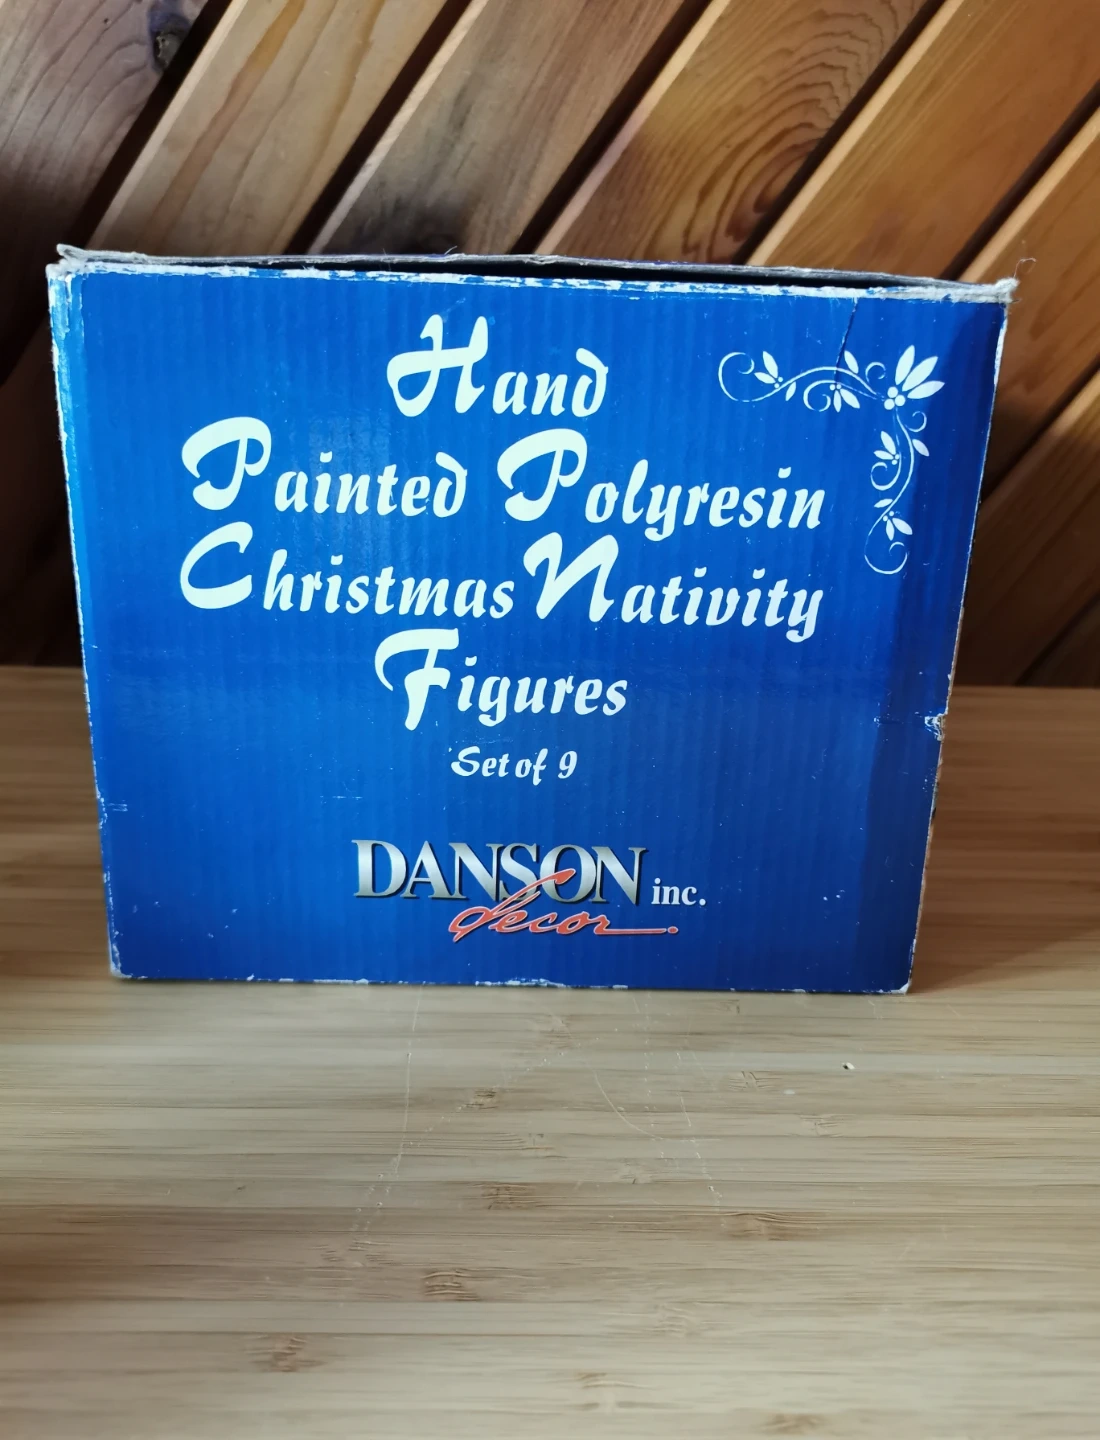 Hand
Painted Polyresin
Christmas Nativity
Figures
Set of 9
DANSON inc.
decor